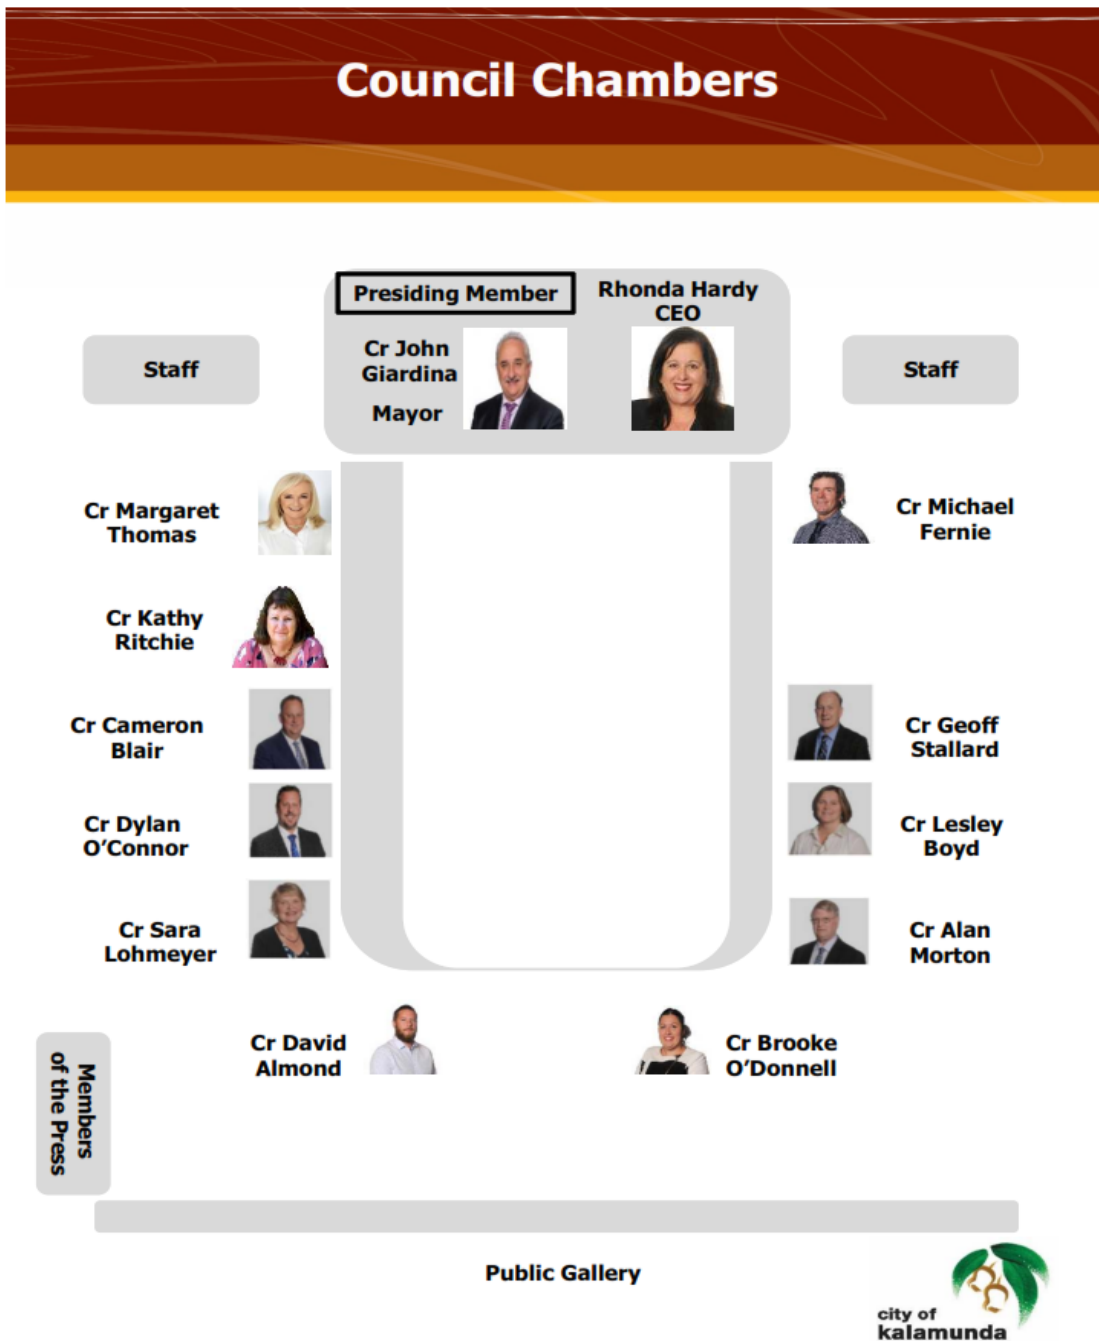 Council Chambers
Presiding Member
Cr John
Giardina
Mayor
Rhonda Hardy
CEO
Staff
Staff
Cr Margaret
Thomas
Cr Michael
Fernie
Cr Kathy
Ritchie
Cr Cameron
Blair
Cr Geoff
Stallard
Cr Dylan
O’Connor
Cr Lesley
Boyd
Cr Sara
Lohmeyer
Cr Alan
Morton
Cr David
Almond
Cr Brooke
O’Donnell
Members
of the Press
Public Gallery
city of
kalamunda